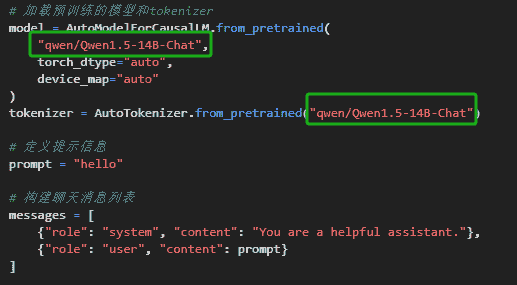 # 加载预训练的模型和tokenizer
model = AutoModelForCausalLM.from_pretrained(
    "qwen/Qwen1.5-14B-Chat",
    torch_dtype="auto",
    device_map="auto"
)
tokenizer = AutoTokenizer.from_pretrained("qwen/Qwen1.5-14B-Chat")
# 定义提示信息
prompt = "hello"
# 构建聊天消息列表
messages = [
    {"role": "system", "content": "You are a helpful assistant."},
    {"role": "user", "content": prompt}
]